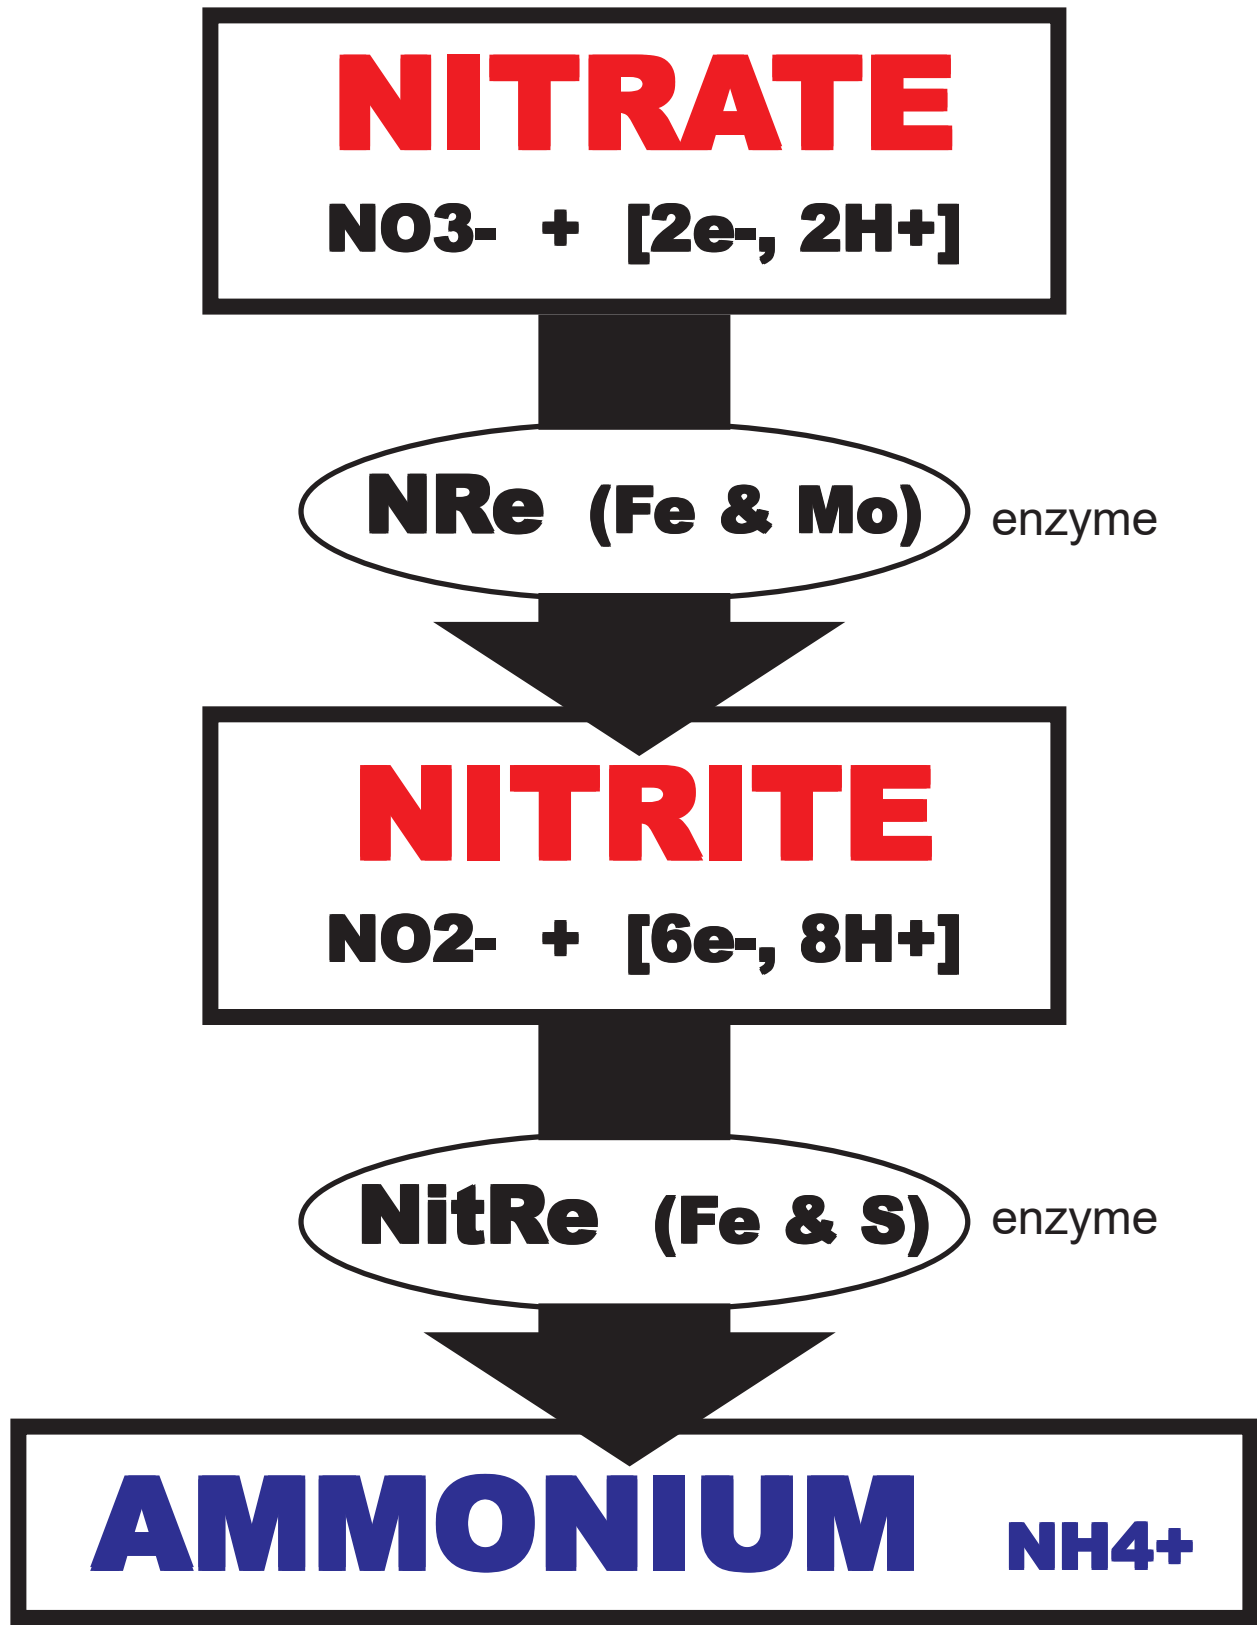 NITRATE
NO3- + [2e-, 2H+]
NRe (Fe & Mo) enzyme
NITRITE
NO2- + [6e-, 8H+]
NitRe (Fe & S) enzyme
AMMONIUM NH4+